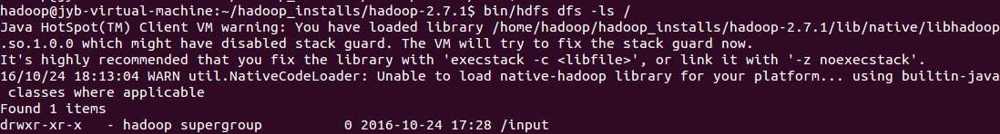 hadoop@jyb-virtual-machine:~/hadoop_installs/hadoop-2.7.1$ bin/hdfs dfs -ls /
Java HotSpot(TM) Client VM warning: You have loaded library /home/hadoop/hadoop_installs/hadoop-2.7.1/lib/native/libhadoop
.so.1.0.0 which might have disabled stack guard. The VM will try to fix the stack guard now.
It's highly recommended that you fix the library with 'execstack -c <libfile>', or link it with '-z noexecstack'.
16/10/24 18:13:04 WARN util.NativeCodeLoader: Unable to load native-hadoop library for your platform... using builtin-java
 classes where applicable
Found 1 items
drwxr-xr-x   - hadoop supergroup          0 2016-10-24 17:28 /input